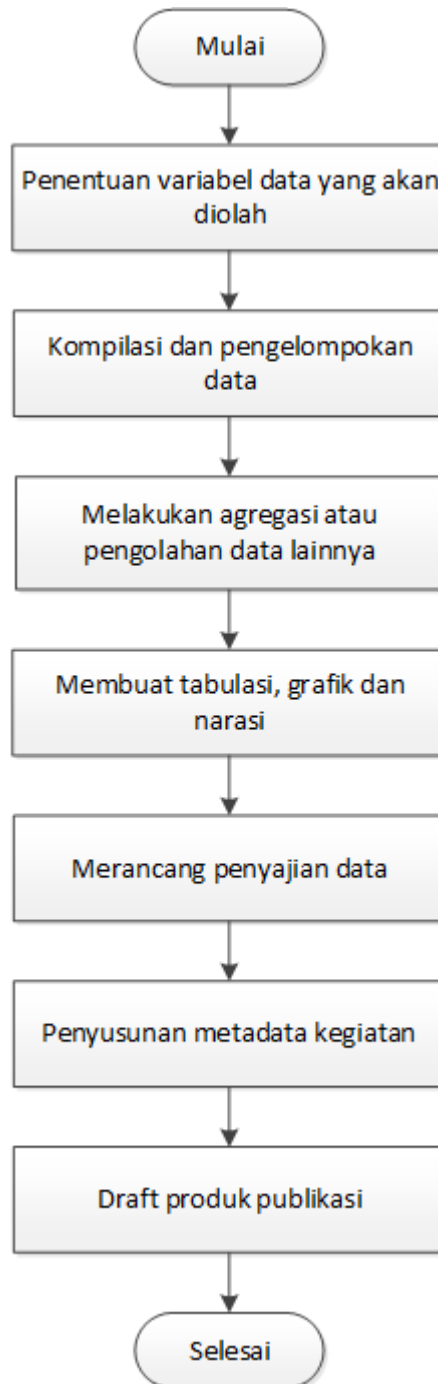 Mulai
Penentuan variabel data yang akan
diolah
Kompilasi dan pengelompokan
data
Melakukan agregasi atau
pengolahan data lainnya
Membuat tabulasi, grafik dan
narasi
Merancang penyajian data
Penyusunan metadata kegiatan
Draft produk publikasi
Selesai